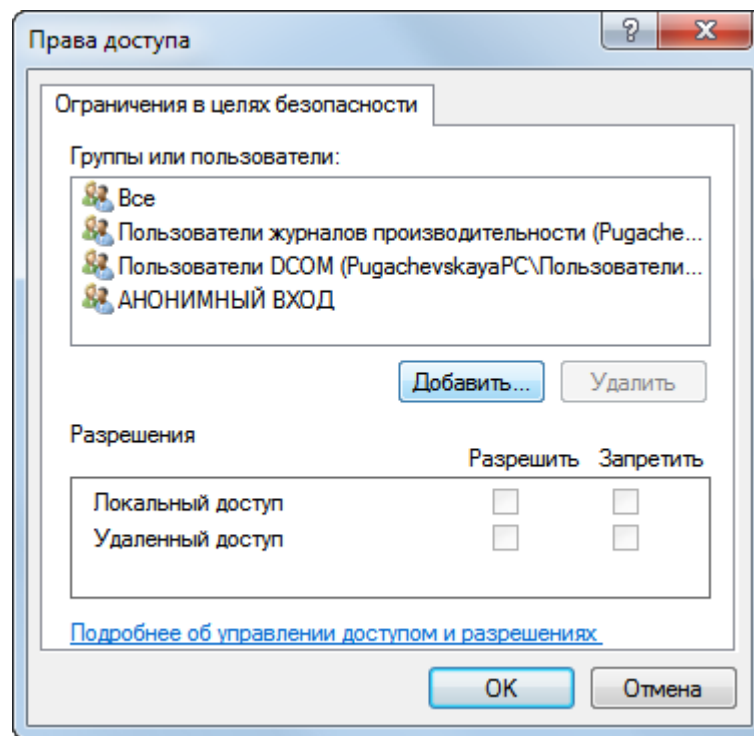 Права доступа
Ограничения в целях безопасности
Группы или пользователи:
Все
Пользователи журналов производительности (Pugache...
Пользователи DCOM (PugachevskayaPC\Пользователи...
АНОНИМНЫЙ ВХОД
Добавить... Удалить
Разрешения
Разрешить Запретить
Локальный доступ
Удаленный доступ
Подробнее об управлении доступом и разрешениях
OK Отмена